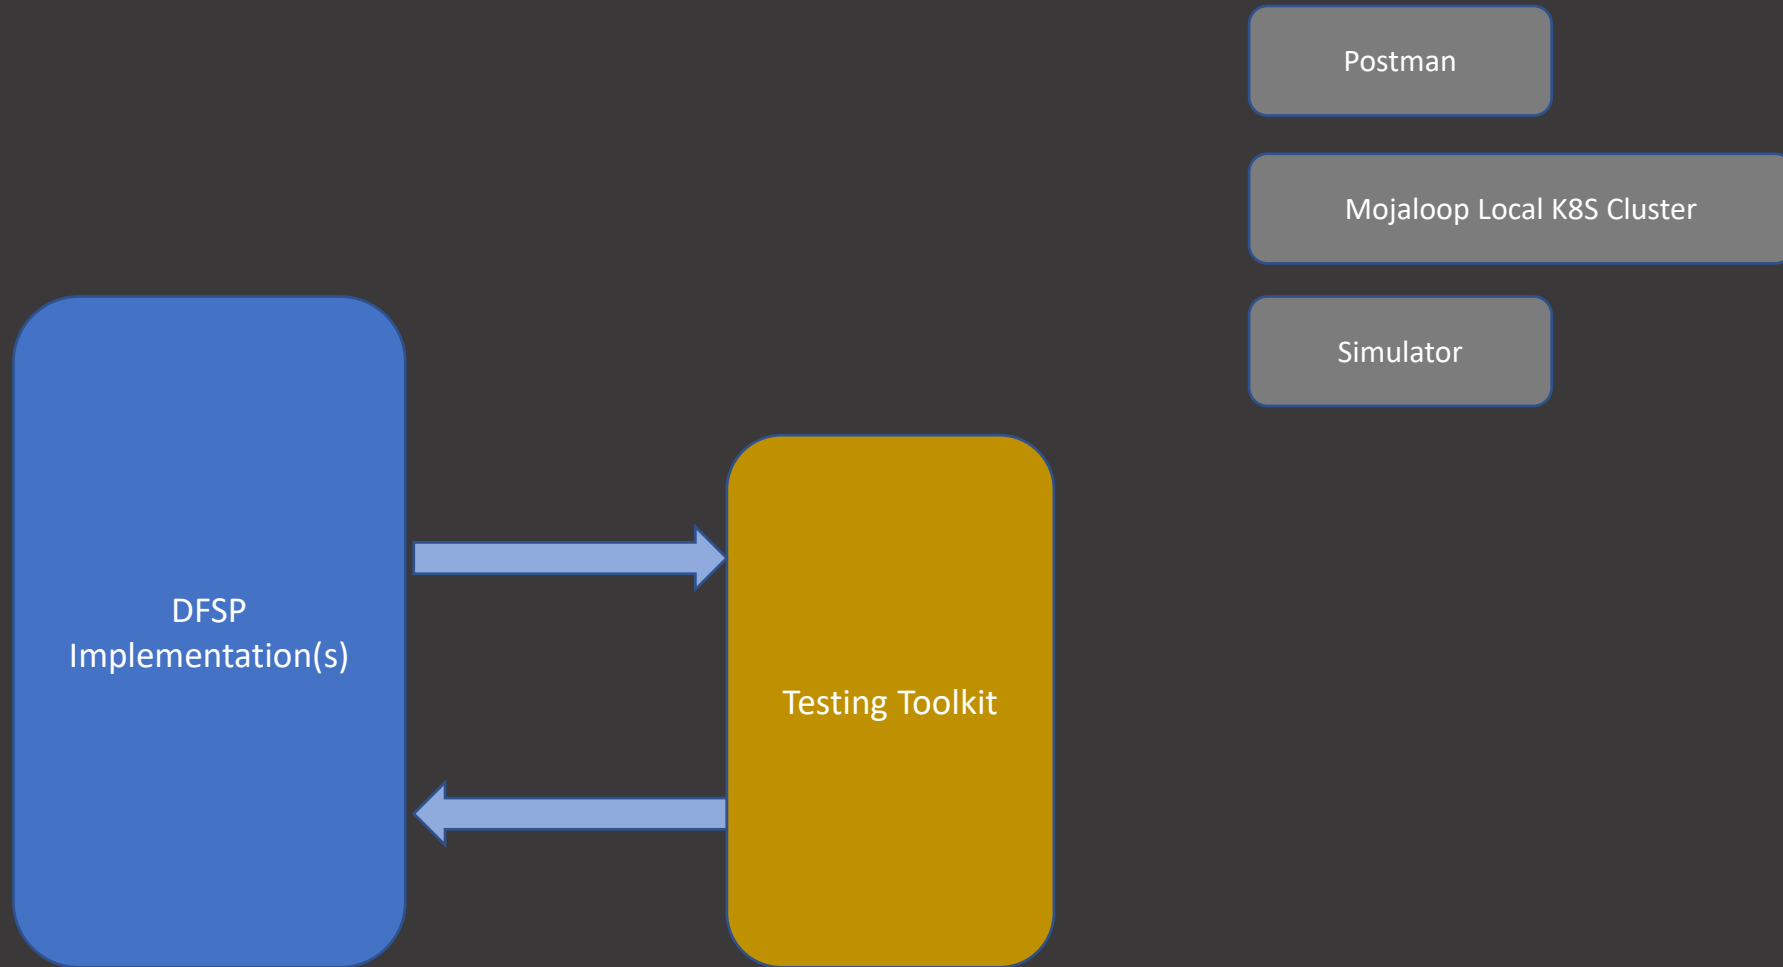 Postman
Mojaloop Local K8S Cluster
Simulator
DFSP
Implementation(s)
Testing Toolkit